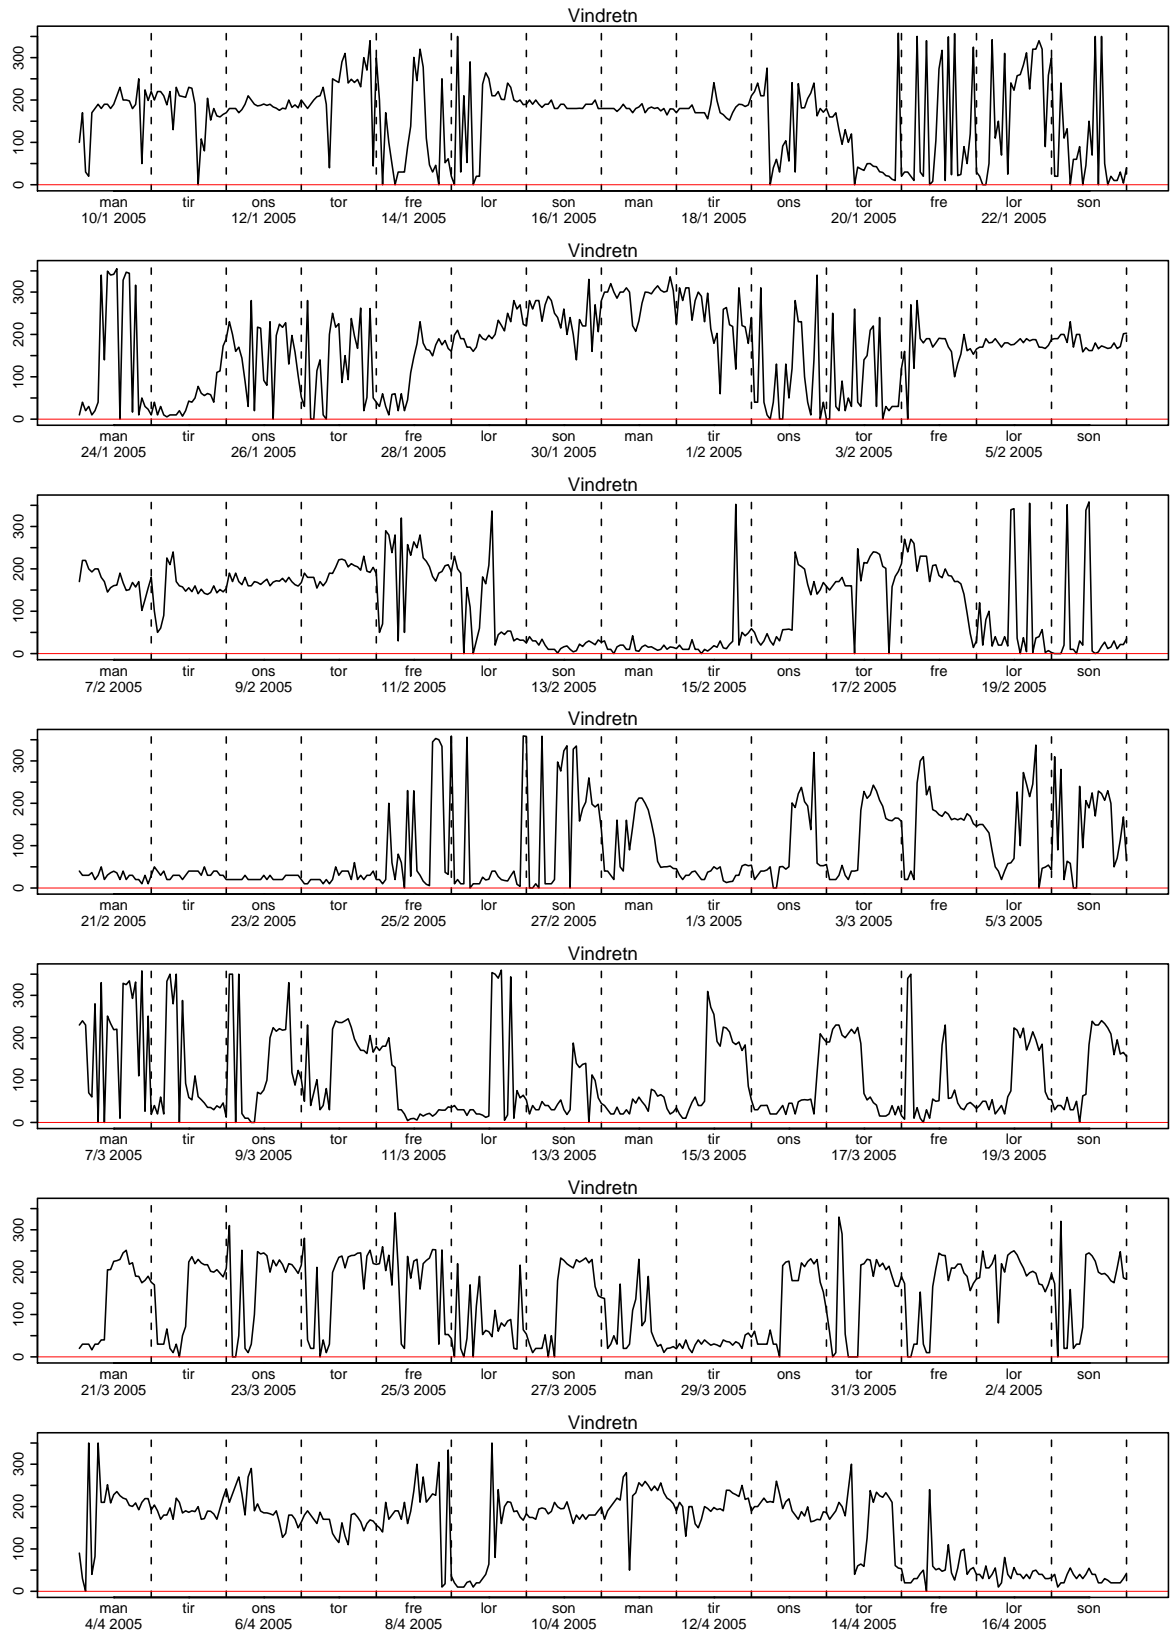 Vindretn
0 100 200 300
man tir ons tor fre lor son man tir ons tor fre lor son
10/1 2005 12/1 2005 14/1 2005 16/1 2005 18/1 2005 20/1 2005 22/1 2005
Vindretn
0 100 200 300
man tir ons tor fre lor son man tir ons tor fre lor son
24/1 2005 26/1 2005 28/1 2005 30/1 2005 1/2 2005 3/2 2005 5/2 2005
Vindretn
0 100 200 300
man tir ons tor fre lor son man tir ons tor fre lor son
7/2 2005 9/2 2005 11/2 2005 13/2 2005 15/2 2005 17/2 2005 19/2 2005
Vindretn
0 100 200 300
man tir ons tor fre lor son man tir ons tor fre lor son
21/2 2005 23/2 2005 25/2 2005 27/2 2005 1/3 2005 3/3 2005 5/3 2005
Vindretn
0 100 200 300
man tir ons tor fre lor son man tir ons tor fre lor son
7/3 2005 9/3 2005 11/3 2005 13/3 2005 15/3 2005 17/3 2005 19/3 2005
Vindretn
0 100 200 300
man tir ons tor fre lor son man tir ons tor fre lor son
21/3 2005 23/3 2005 25/3 2005 27/3 2005 29/3 2005 31/3 2005 2/4 2005
Vindretn
0 100 200 300
man tir ons tor fre lor son man tir ons tor fre lor son
4/4 2005 6/4 2005 8/4 2005 10/4 2005 12/4 2005 14/4 2005 16/4 2005